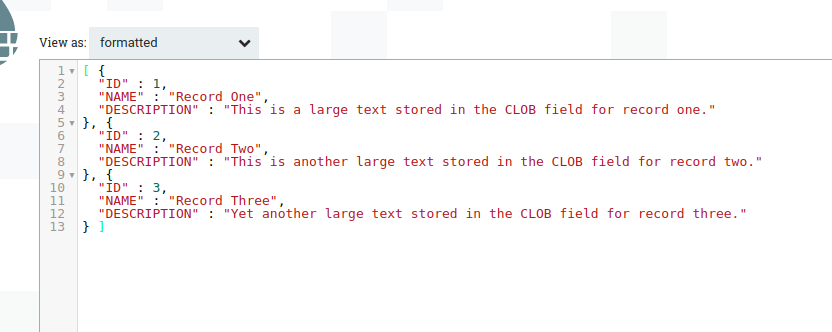 View as: formatted
1 [ {
2 "ID" : 1,
3 "NAME" : "Record One",
4 "DESCRIPTION" : "This is a large text stored in the CLOB field for record one."
5 }, {
6 "ID" : 2,
7 "NAME" : "Record Two",
8 "DESCRIPTION" : "This is another large text stored in the CLOB field for record two."
9 }, {
10 "ID" : 3,
11 "NAME" : "Record Three",
12 "DESCRIPTION" : "Yet another large text stored in the CLOB field for record three."
13 } ]